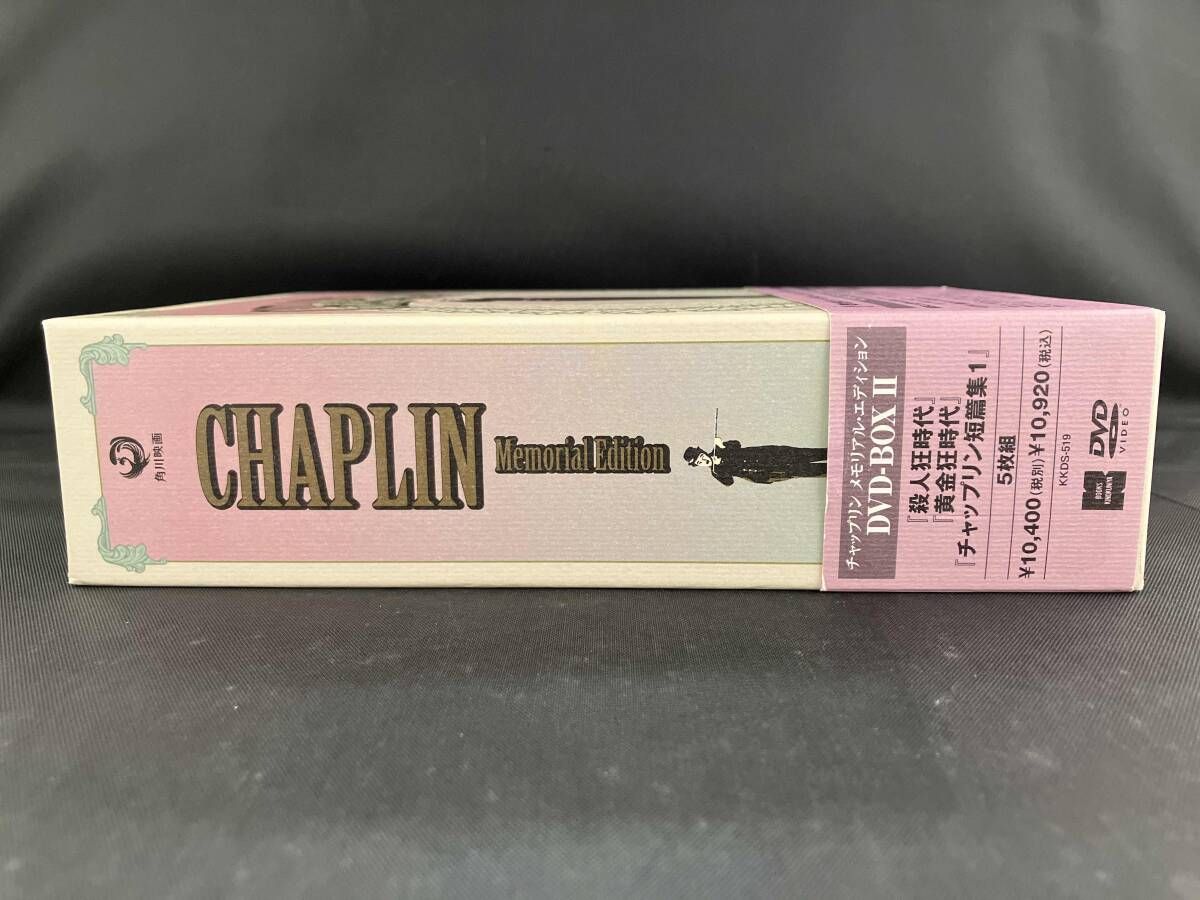 角川映画
CHAPLIN
Memorial Edition
チャップリン メモリアル・エディション
DVD-BOX II
『殺人狂時代』
『黄金狂時代』
『チャップリン短篇集1』
5枚組
¥10,400(税別) ¥10,920(税込)
KKDS-519
DVD
VIDEO
BOOKS
KINOKUNIYA